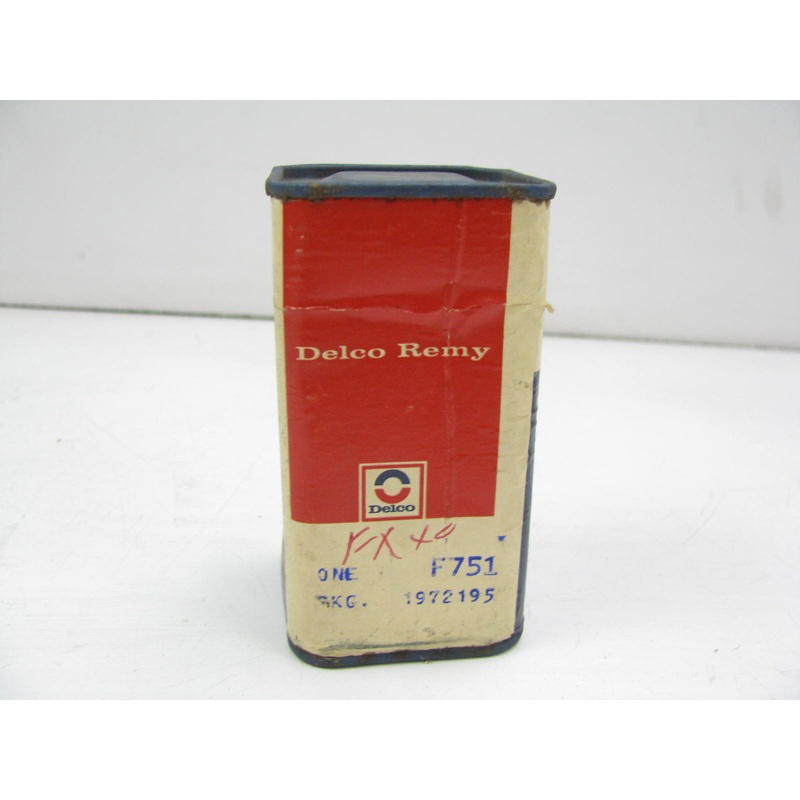 Delco Remy
Delco
ONE F751
PKG. 1972195